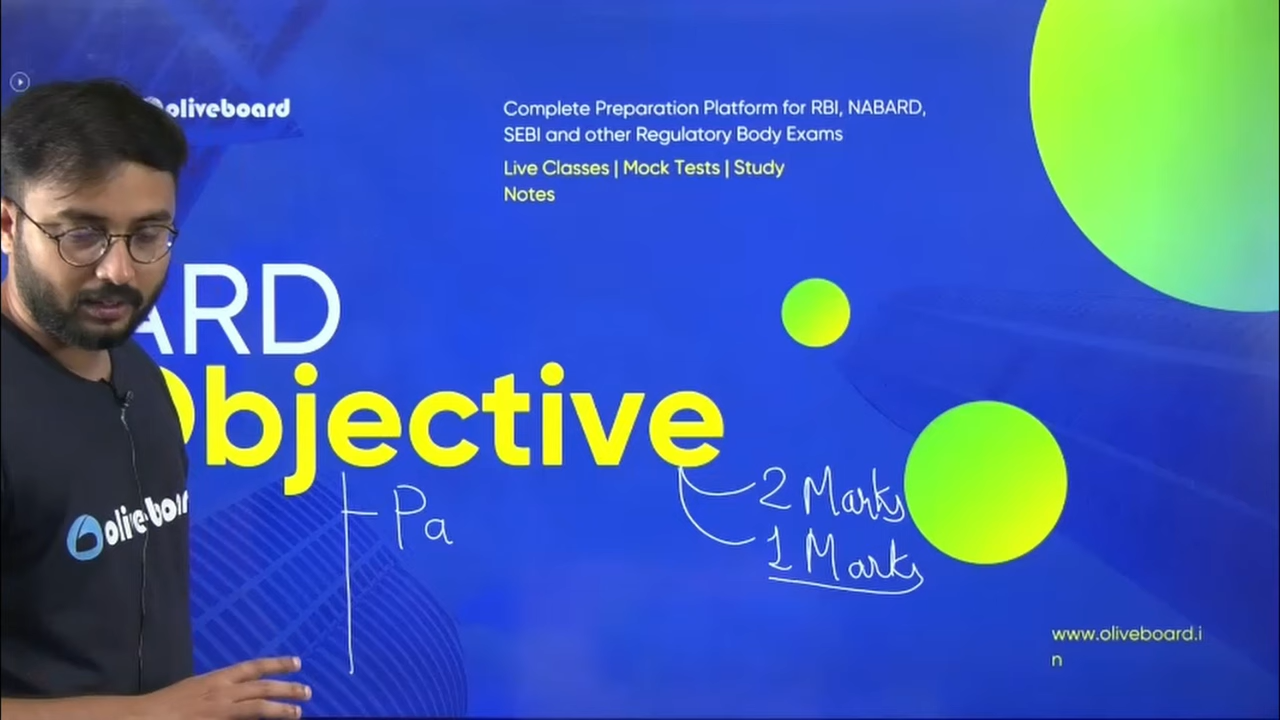 oliveboard
Complete Preparation Platform for RBI, NABARD,
SEBI and other Regulatory Body Exams
Live Classes | Mock Tests | Study
Notes
ARD
Objective
Pa
2 Marks
1 Marks
oliveboar
www.oliveboard.i
n